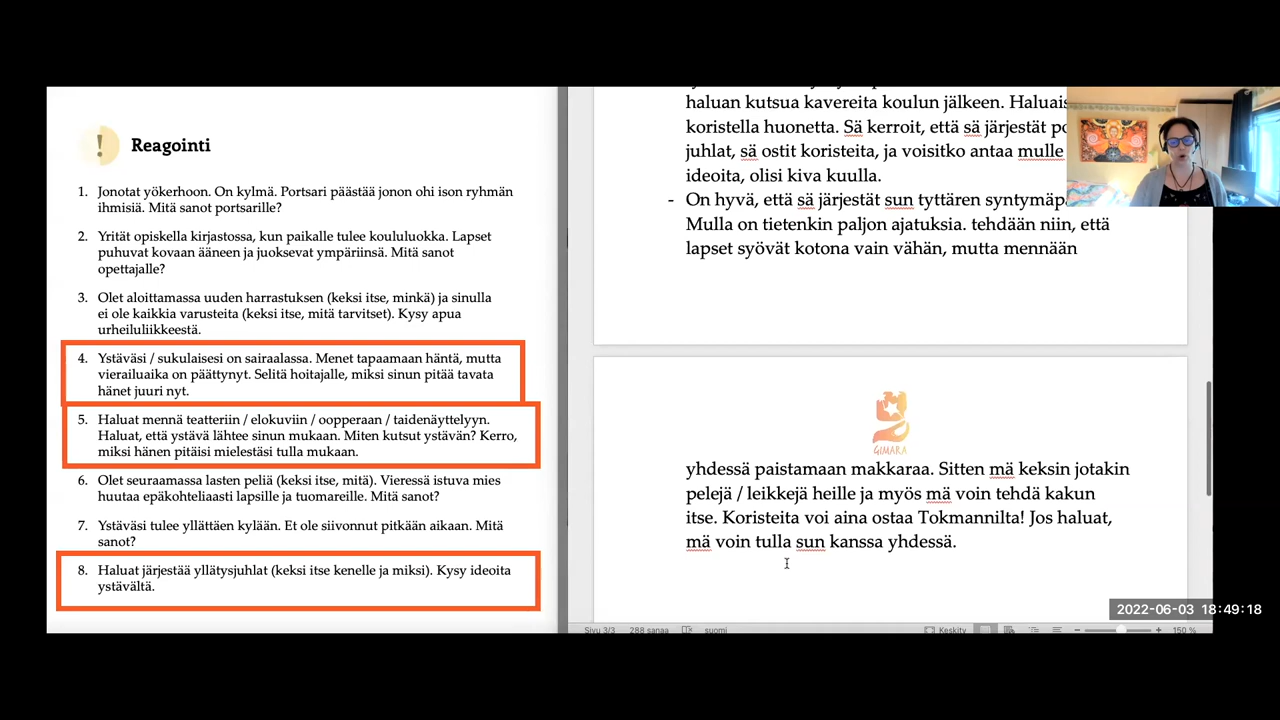 !
Reagointi
1. Jonotat yökerhoon. On kylmä. Portsari päästää jonon ohi ison ryhmän
ihmisiä. Mitä sanot portsarille?
2. Yrität opiskella kirjastossa, kun paikalle tulee koululuokka. Lapset
puhuvat kovaan ääneen ja juoksevat ympäriinsä. Mitä sanot
opettajalle?
3. Olet aloittamassa uuden harrastuksen (keksi itse, minkä) ja sinulla
ei ole kaikkia varusteita (keksi itse, mitä tarvitset). Kysy apua
urheiluliikkeestä.
4. Ystäväsi / sukulaisesi on sairaalassa. Menet tapaamaan häntä, mutta
vierailuaika on päättynyt. Selitä hoitajalle, miksi sinun pitää tavata
hänet juuri nyt.
5. Haluat mennä teatteriin / elokuviin / oopperaan / taidenäyttelyyn.
Haluat, että ystävä lähtee sinun mukaan. Miten kutsut ystävän? Kerro,
miksi hänen pitäisi mielestäsi tulla mukaan.
6. Olet seuraamassa lasten peliä (keksi itse, mitä). Vieressä istuva mies
huutaa epäkohteliaasti lapsille ja tuomareille. Mitä sanot?
7. Ystäväsi tulee yllättäen kylään. Et ole siivonnut pitkään aikaan. Mitä
sanot?
8. Haluat järjestää yllätysjuhlat (keksi itse kenelle ja miksi). Kysy ideoita
ystävältä.
haluan kutsua kavereita koulun jälkeen.
koristella huonetta. Sä kerroit, että sä järjestät
juhlat, sä ostit koristeita, ja voisitko antaa mulle
ideoita, olisi kiva kuulla.
- On hyvä, että sä järjestät sun tyttären
Mulla on tietenkin paljon ajatuksia. tehdään niin, että
lapset syövät kotona vain vähän, mutta mennään
GIMARA
yhdessä paistamaan makkaraa. Sitten mä keksin jotakin
pelejä / leikkejä heille ja myös mä voin tehdä kakun
itse. Koristeita voi aina ostaa Tokmannilta! Jos haluat,
mä voin tulla sun kanssa yhdessä.
2022-06-03 18:49:18
Sivu 3/3 288 sanaa suomi Keskity 150 %